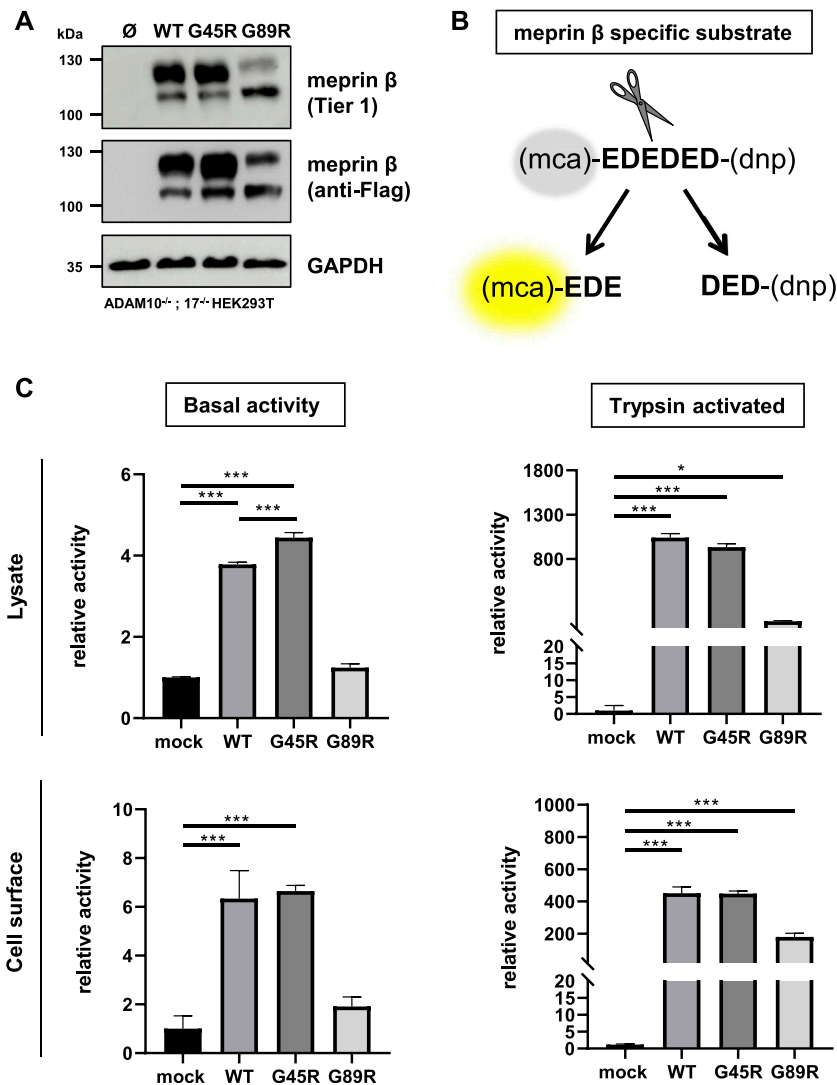 A
B
kDa
Ø WT G45R G89R
130
100
meprin β
(Tier 1)
130
100
meprin β
(anti-Flag)
35
GAPDH
ADAM10-/- ; 17-/- HEK293T
meprin β specific substrate
(mca)-EDEDED-(dnp)
(mca)-EDE
DED-(dnp)
C
Basal activity
Trypsin activated
Lysate
relative activity
6
4
2
0
***
***
***
mock WT G45R G89R
relative activity
1800
1300
800
20
15
10
5
0
*
***
***
mock WT G45R G89R
Cell surface
relative activity
10
8
6
4
2
0
***
***
mock WT G45R G89R
relative activity
1000
800
600
400
200
20
15
10
5
0
***
***
***
mock WT G45R G89R